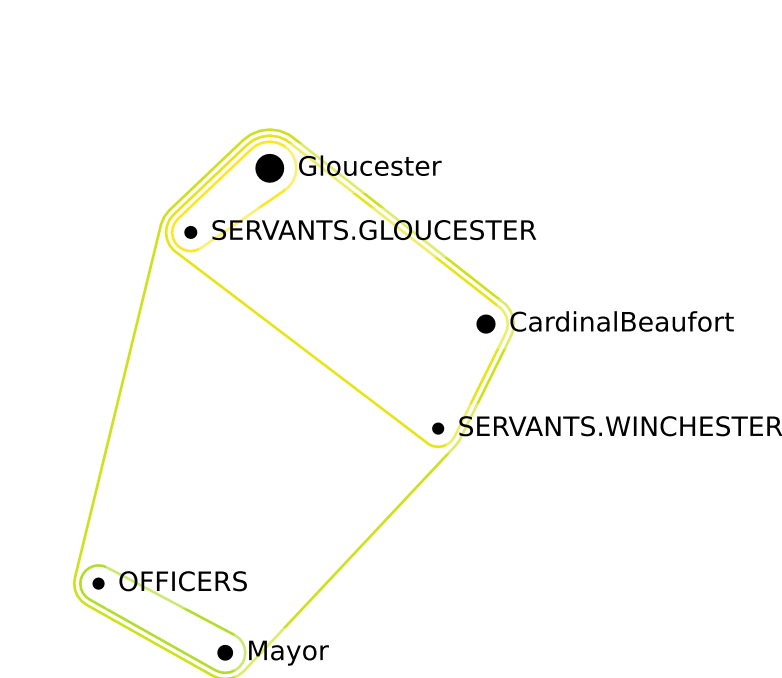 Gloucester
SERVANTS.GLOUCESTER
CardinalBeaufort
SERVANTS.WINCHESTER
OFFICERS
Mayor